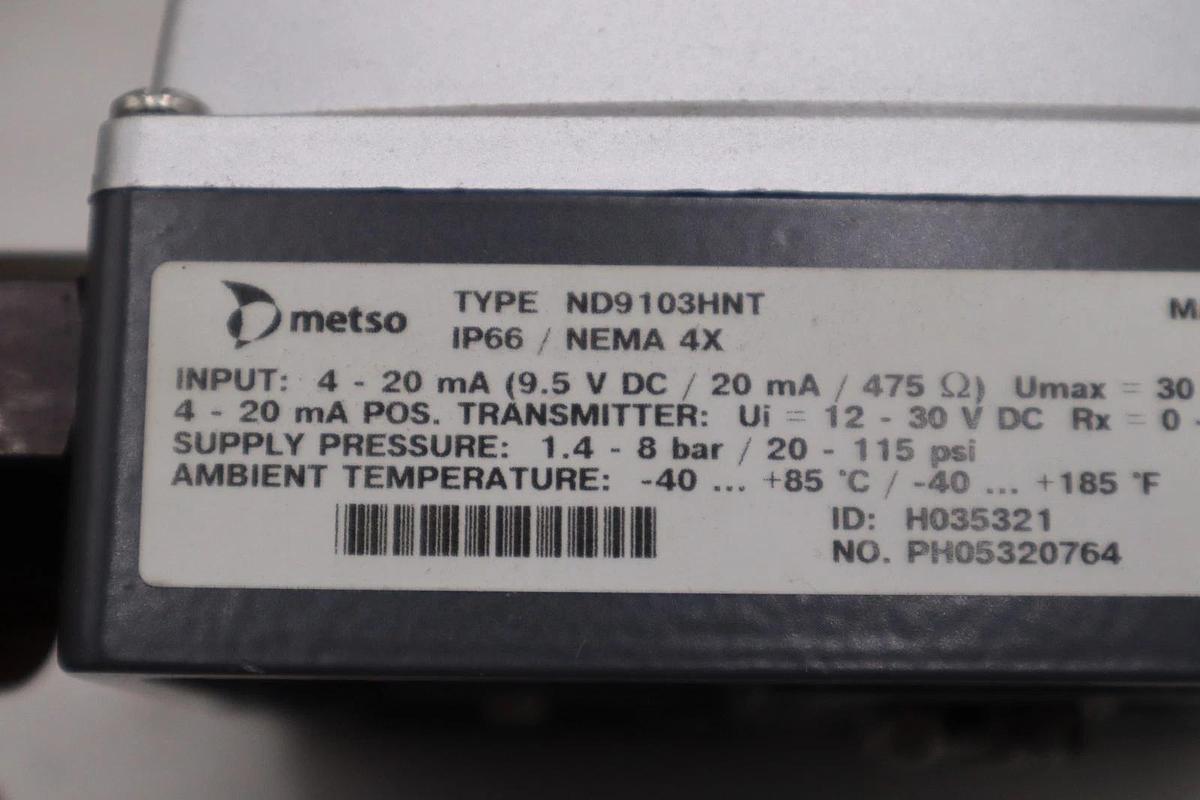 metso
TYPE ND9103HNT
IP66 / NEMA 4X
INPUT: 4 - 20 mA (9.5 V DC / 20 mA / 475 Ω) Umax = 30
4 - 20 mA POS. TRANSMITTER: Ui = 12 - 30 V DC Rx = 0 -
SUPPLY PRESSURE: 1.4 - 8 bar / 20 - 115 psi
AMBIENT TEMPERATURE: -40 ... +85 °C / -40 ... +185 °F
ID: H035321
NO. PH05320764